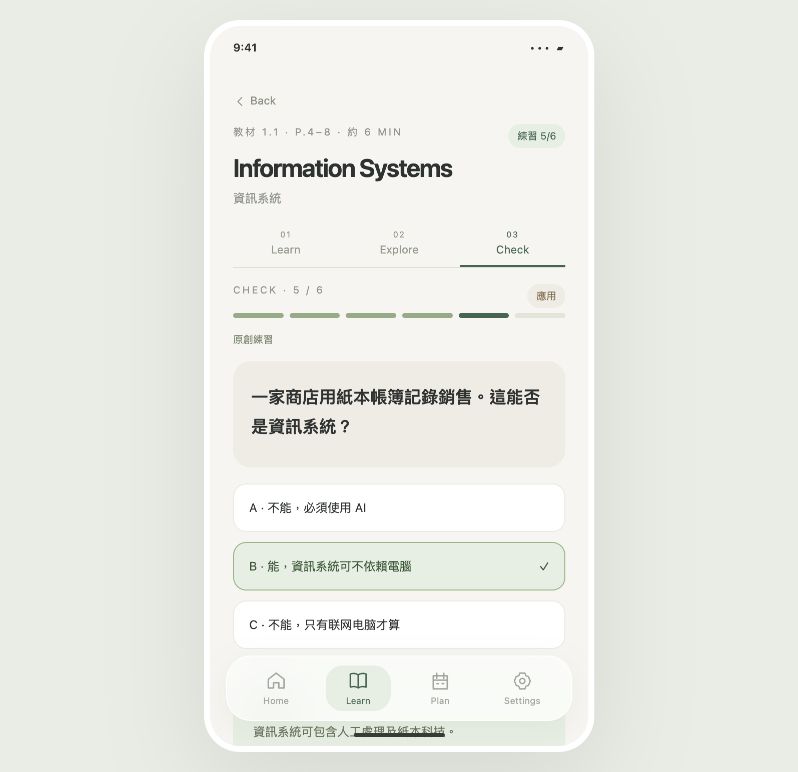 9:41
Back
教材 1.1 · P.4–8 · 約 6 MIN
練習 5/6
Information Systems
資訊系統
01
Learn
02
Explore
03
Check
CHECK · 5 / 6
應用
原創練習
一家商店用紙本帳簿記錄銷售。這能否
是資訊系統？
A · 不能，必須使用 AI
B · 能，資訊系統可不依賴電腦
C · 不能，只有联网电脑才算
Home
Learn
Plan
Settings
資訊系統可包含人工處理及紙本科技。